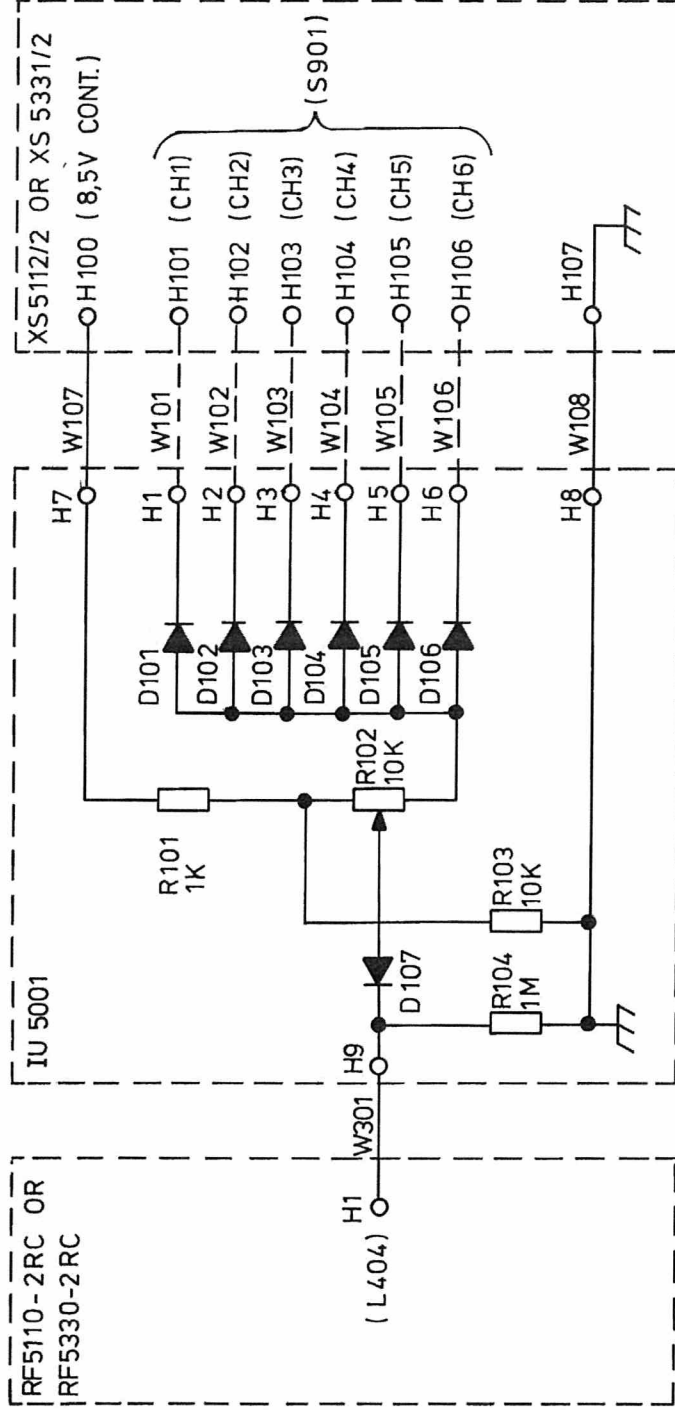 RF5110-2RC OR
RF5330-2RC
H1
(L404)
W301
IU 5001
H9
D107
R104
1M
R103
10K
R101
1K
R102
10K
D101
D102
D103
D104
D105
D106
H7
H1
H2
H3
H4
H5
H6
H8
W107
W101
W102
W103
W104
W105
W106
W108
XS5112/2 OR XS 5331/2
H100 (8,5V CONT.)
H101 (CH1)
H102 (CH2)
H103 (CH3)
H104 (CH4)
H105 (CH5)
H106 (CH6)
(S901)
H107